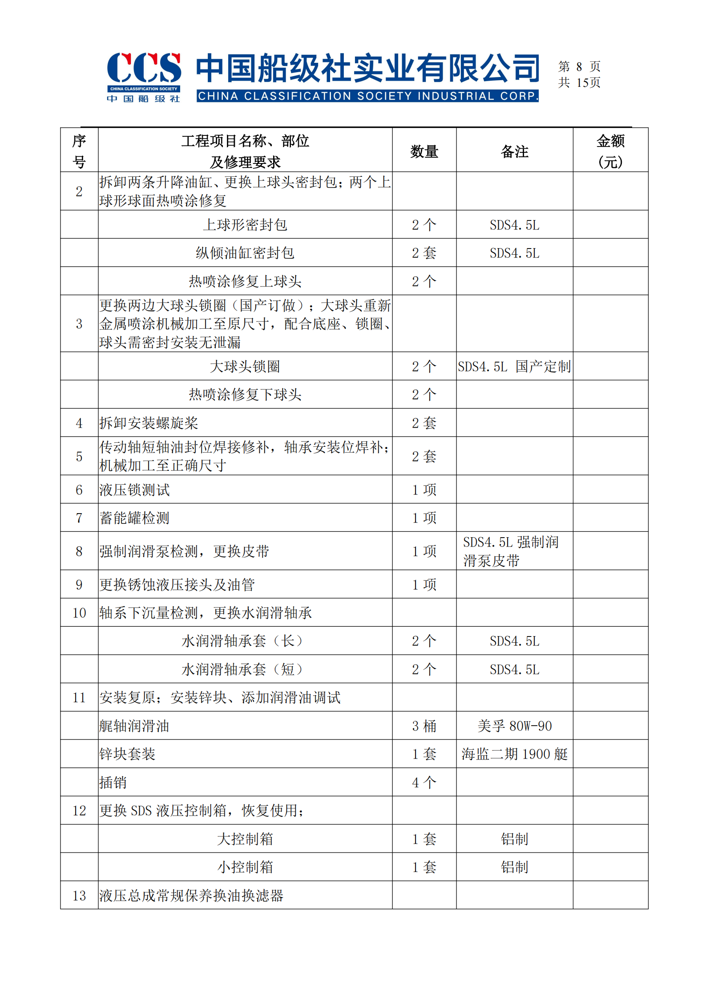 CCS
CHINA CLASSIFICATION SOCIETY
中国船级社
中国船级社实业有限公司
CHINA CLASSIFICATION SOCIETY INDUSTRIAL CORP.
第 8 页
共 15页
序号 工程项目名称、部位及修理要求 数量 备注 金额(元)
2 拆卸两条升降油缸、更换上球头密封包；两个上
球形球面热喷涂修复
上球形密封包 2 个 SDS4.5L
纵倾油缸密封包 2 套 SDS4.5L
热喷涂修复上球头 2 个
3 更换两边大球头锁圈（国产订做）；大球头重新
金属喷涂机械加工至原尺寸，配合底座、锁圈、
球头需密封安装无泄漏
大球头锁圈 2 个 SDS4.5L 国产定制
热喷涂修复下球头 2 个
4 拆卸安装螺旋桨 2 套
5 传动轴短轴油封位焊接修补，轴承安装位焊补；
机械加工至正确尺寸 2 套
6 液压锁测试 1 项
7 蓄能罐检测 1 项
8 强制润滑泵检测，更换皮带 1 项 SDS4.5L 强制润
滑泵皮带
9 更换锈蚀液压接头及油管 1 项
10 轴系下沉量检测，更换水润滑轴承
水润滑轴承套（长） 2 个 SDS4.5L
水润滑轴承套（短） 2 个 SDS4.5L
11 安装复原；安装锌块、添加润滑油调试
艉轴润滑油 3 桶 美孚 80W-90
锌块套装 1 套 海监二期 1900 艇
插销 4 个
12 更换 SDS 液压控制箱，恢复使用；
大控制箱 1 套 铝制
小控制箱 1 套 铝制
13 液压总成常规保养换油换滤器